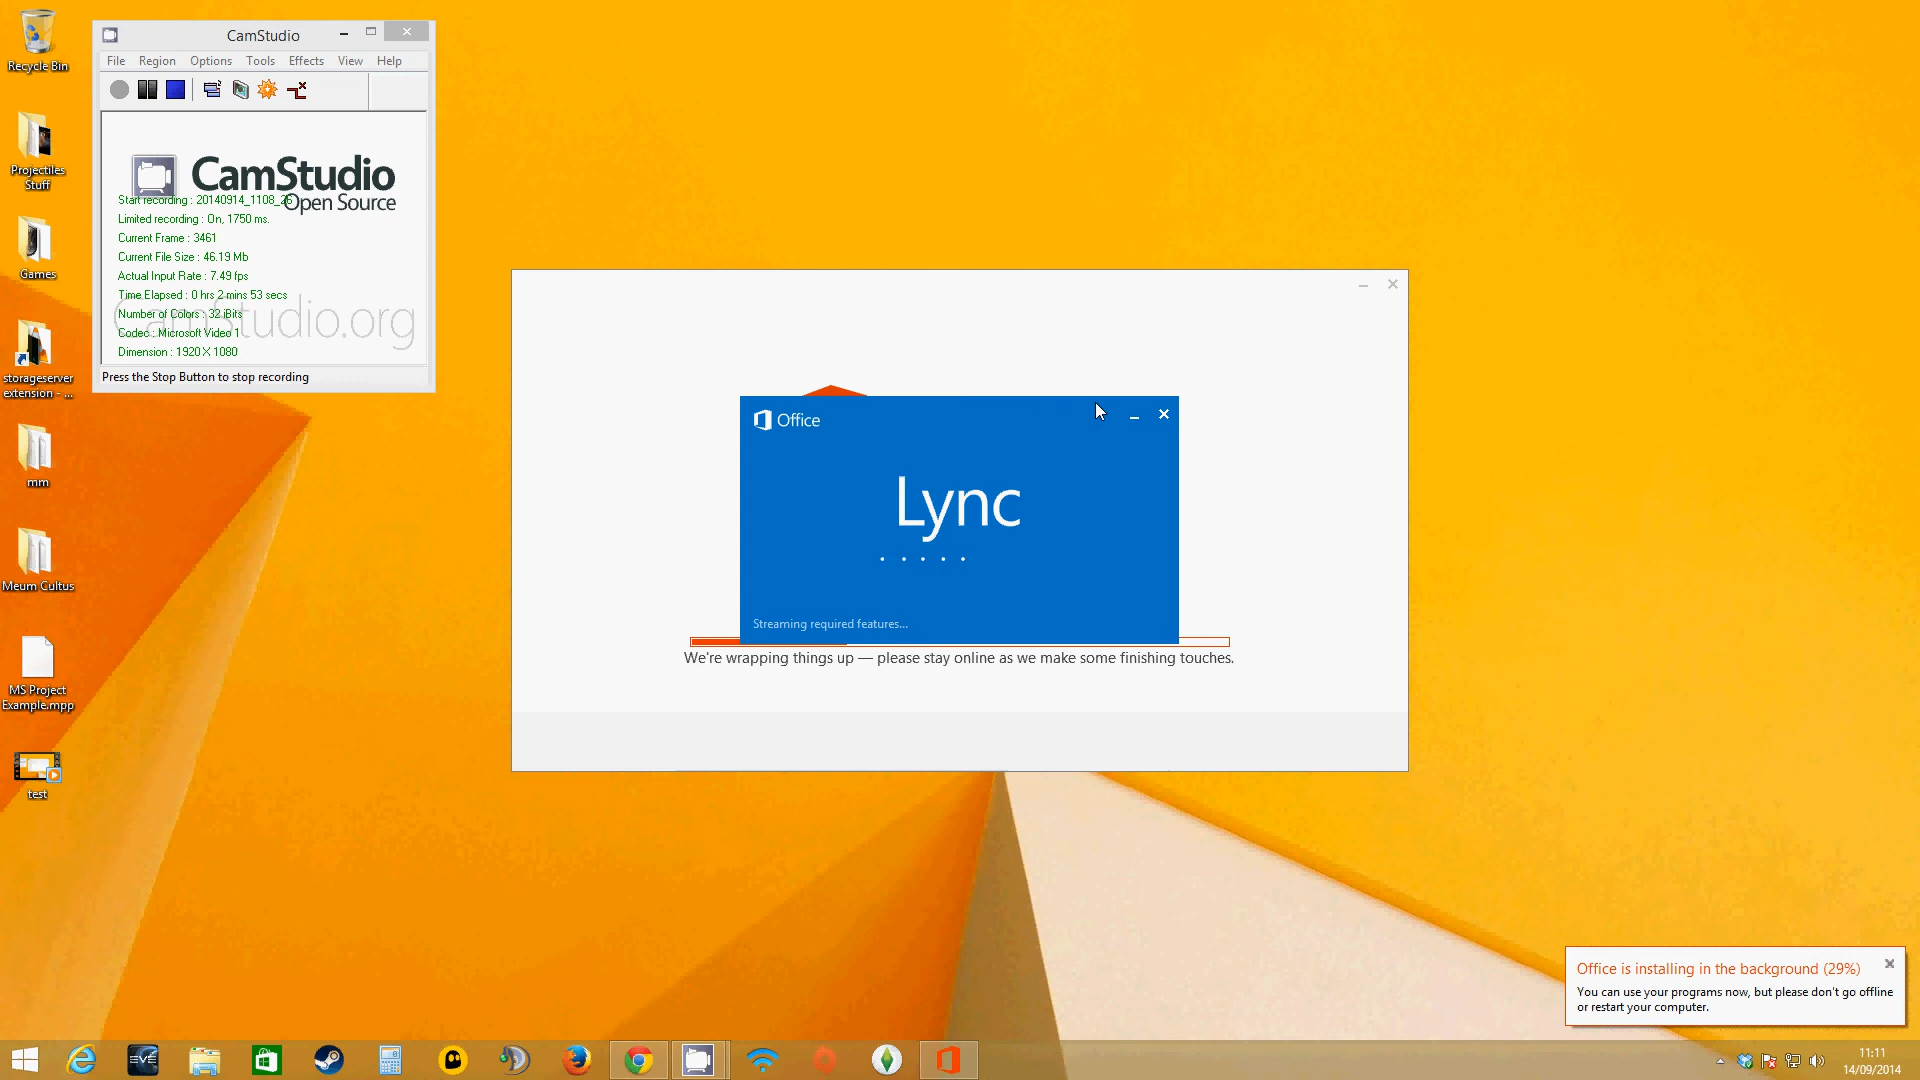 Recycle Bin
Projectiles
Stuff
Games
storageserver
extension - ...
mm
Meum Cultus
MS Project
Example.mpp
test
CamStudio
File Region Options Tools Effects View Help
CamStudio
Open Source
Start recording : 20140914_1108_26
Limited recording : On, 1750 ms.
Current Frame : 3461
Current File Size : 46.19 Mb
Actual Input Rate : 7.49 fps
Time Elapsed : 0 hrs 2 mins 53 secs
Number of Colors : 32 Bits
Codec : Microsoft Video 1
Dimension : 1920 X 1080
CamStudio.org
Press the Stop Button to stop recording
Office
Lync
Streaming required features...
We're wrapping things up — please stay online as we make some finishing touches.
Office is installing in the background (29%)
You can use your programs now, but please don't go offline
or restart your computer.
EVE
11:11
14/09/2014